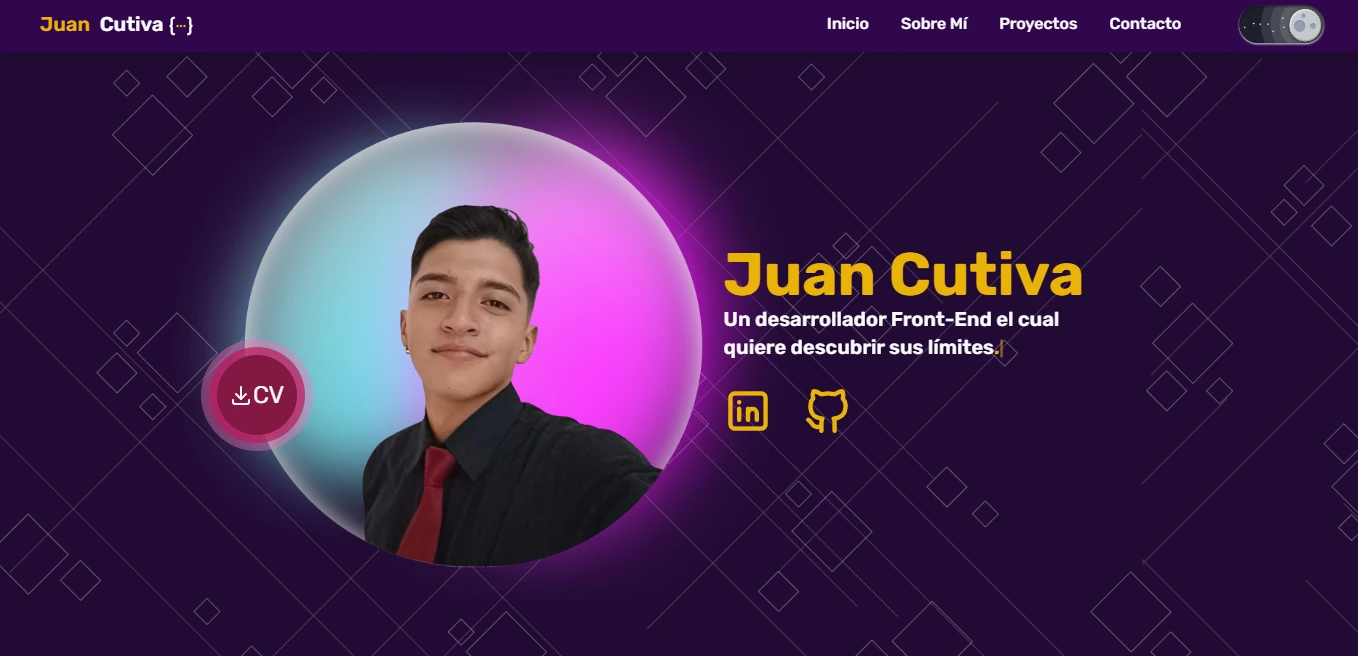 Juan Cutiva {···}
Inicio Sobre Mí Proyectos Contacto
Juan Cutiva
Un desarrollador Front-End el cual
quiere descubrir sus límites.|
CV
in